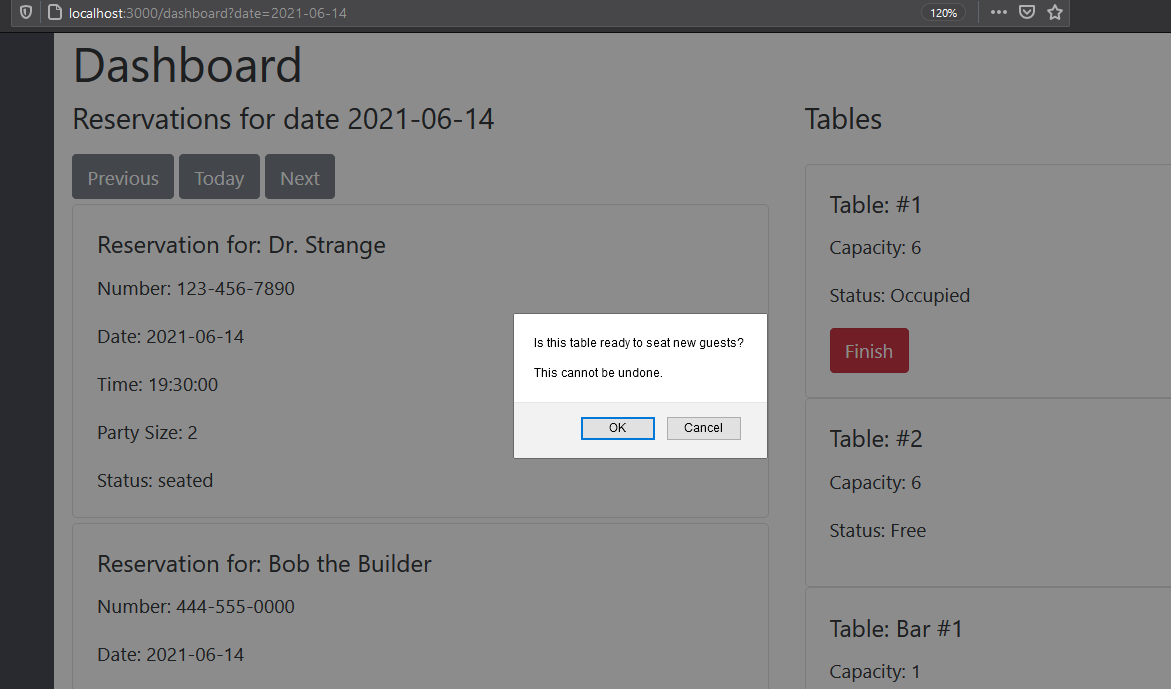 localhost:3000/dashboard?date=2021-06-14
120%
Dashboard
Reservations for date 2021-06-14
Previous
Today
Next
Reservation for: Dr. Strange
Number: 123-456-7890
Date: 2021-06-14
Time: 19:30:00
Party Size: 2
Status: seated
Reservation for: Bob the Builder
Number: 444-555-0000
Date: 2021-06-14
Is this table ready to seat new guests?
This cannot be undone.
OK
Cancel
Tables
Table: #1
Capacity: 6
Status: Occupied
Finish
Table: #2
Capacity: 6
Status: Free
Table: Bar #1
Capacity: 1